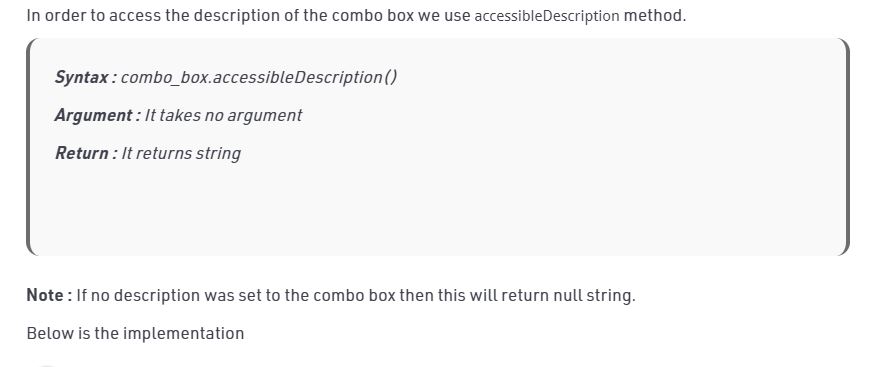 In order to access the description of the combo box we use accessibleDescription method.
Syntax : combo_box.accessibleDescription()
Argument : It takes no argument
Return : It returns string
Note : If no description was set to the combo box then this will return null string.
Below is the implementation